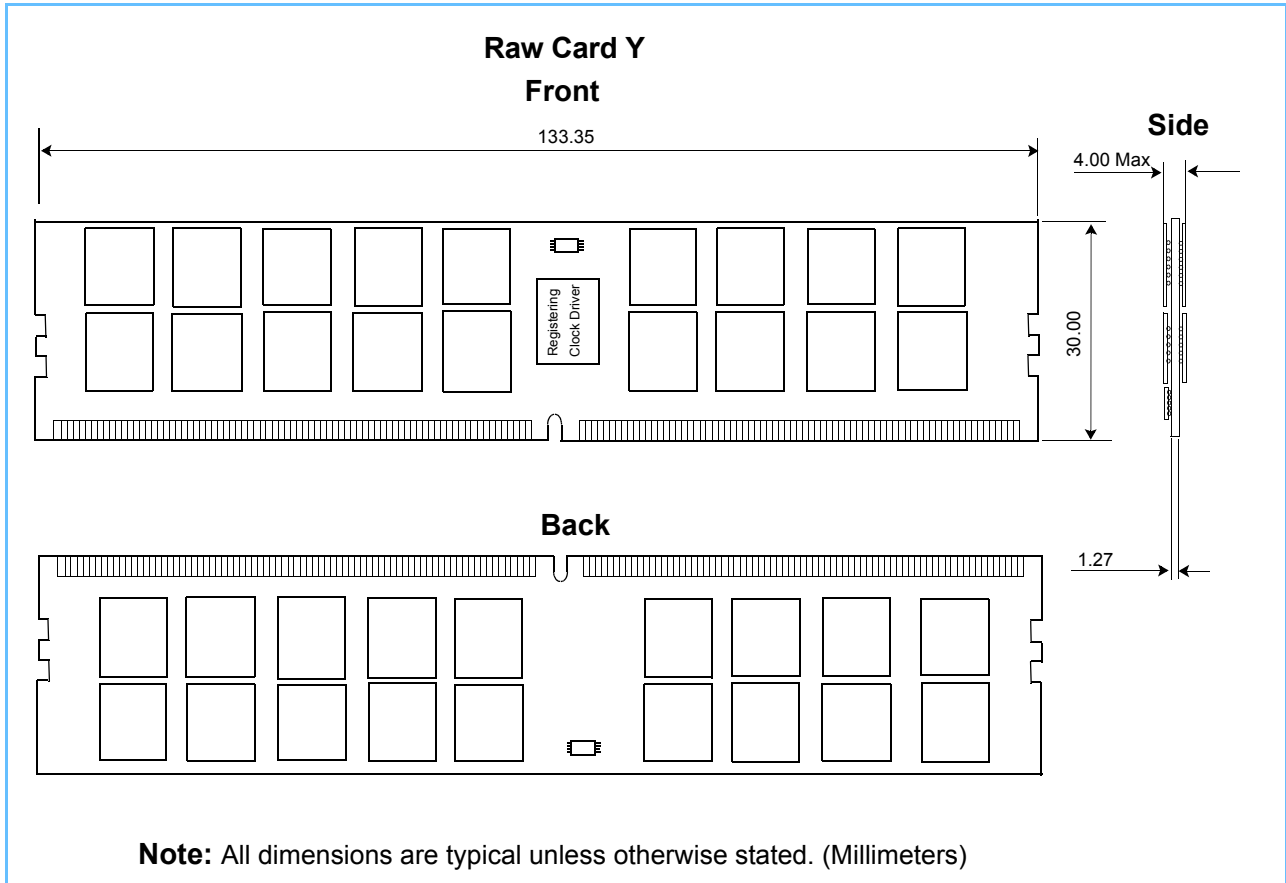 Raw Card Y
Front
133.35
Side
4.00 Max
Registering
Clock Driver
30.00
Back
1.27
Note: All dimensions are typical unless otherwise stated. (Millimeters)